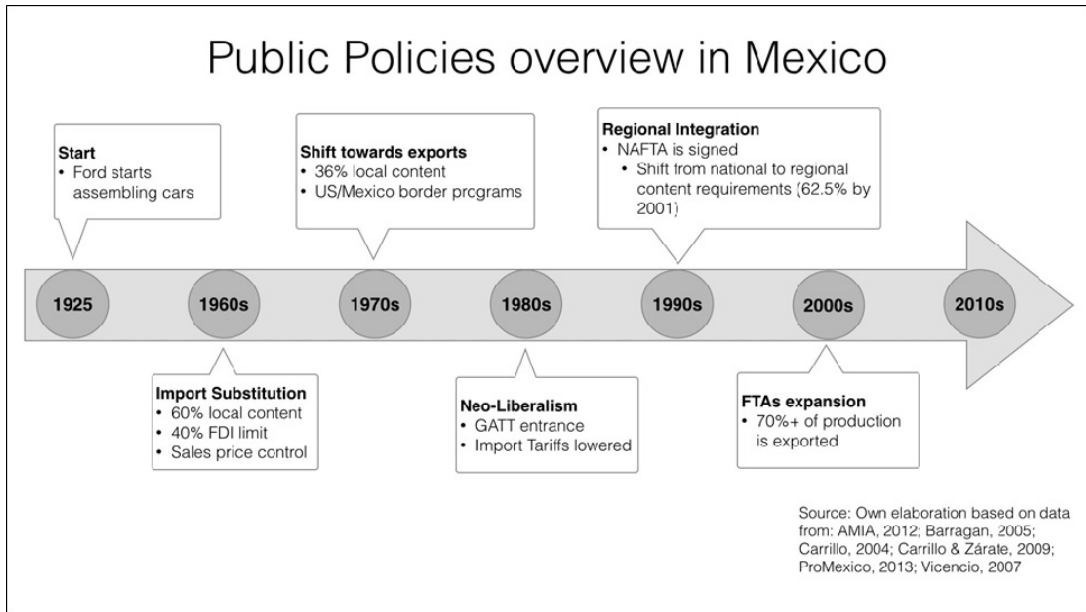 Public Policies overview in Mexico
Start
• Ford starts
assembling cars
Shift towards exports
• 36% local content
• US/Mexico border programs
Regional Integration
• NAFTA is signed
• Shift from national to regional
content requirements (62.5% by
2001)
1925
1960s
1970s
1980s
1990s
2000s
2010s
Import Substitution
• 60% local content
• 40% FDI limit
• Sales price control
Neo-Liberalism
• GATT entrance
• Import Tariffs lowered
FTAs expansion
• 70%+ of production
is exported
Source: Own elaboration based on data
from: AMIA, 2012; Barragan, 2005;
Carrillo, 2004; Carrillo & Zárate, 2009;
ProMexico, 2013; Vicencio, 2007